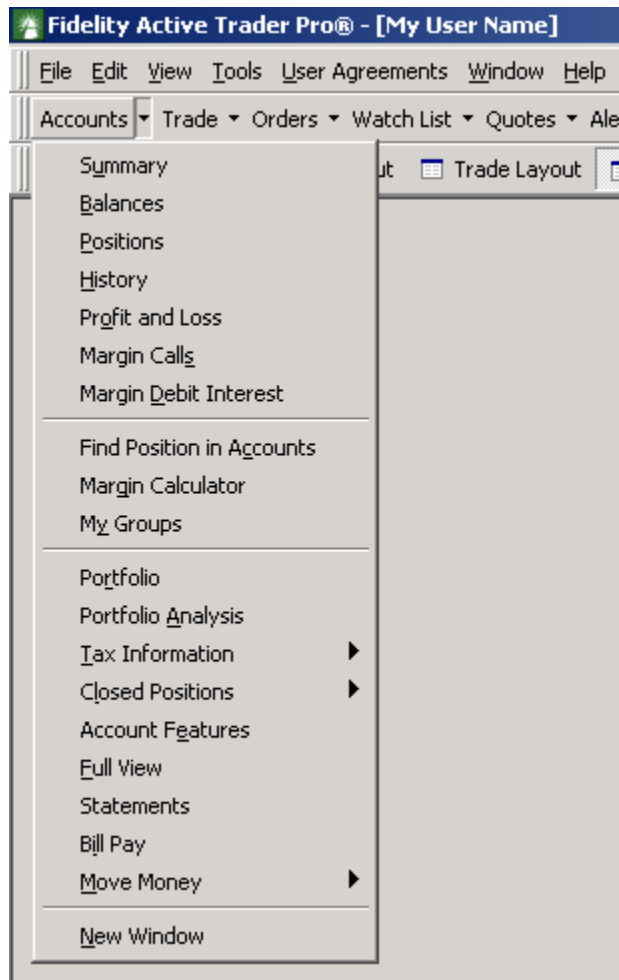 Fidelity Active Trader Pro® - [My User Name]
File Edit View Tools User Agreements Window Help
Accounts Trade Orders Watch List Quotes
Trade Layout
Summary
Balances
Positions
History
Profit and Loss
Margin Calls
Margin Debit Interest
Find Position in Accounts
Margin Calculator
My Groups
Portfolio
Portfolio Analysis
Tax Information
Closed Positions
Account Features
Full View
Statements
Bill Pay
Move Money
New Window